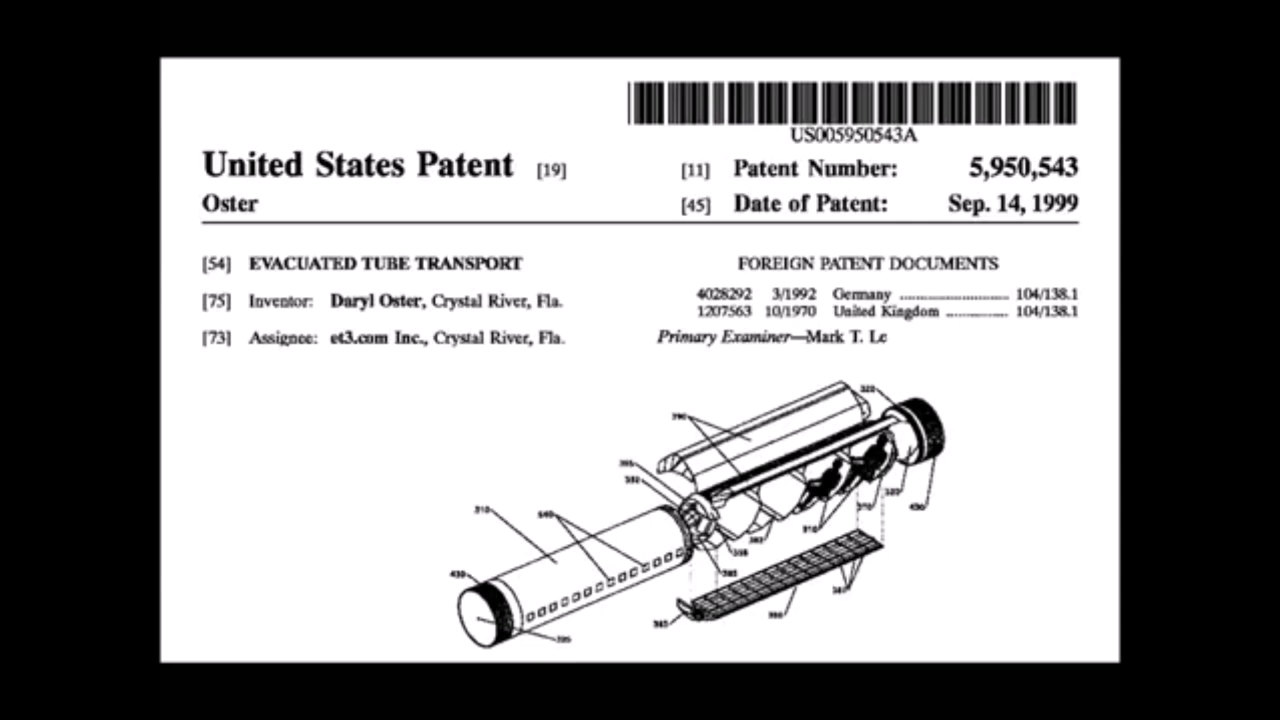 US005950543A
United States Patent [19]
[11] Patent Number: 5,950,543
Oster
[45] Date of Patent: Sep. 14, 1999
[54] EVACUATED TUBE TRANSPORT
[75] Inventor: Daryl Oster, Crystal River, Fla.
[73] Assignee: et3.com Inc., Crystal River, Fla.
FOREIGN PATENT DOCUMENTS
4028292 3/1992 Germany .......................... 104/138.1
1207563 10/1970 United Kingdom ............... 104/138.1
Primary Examiner—Mark T. Le